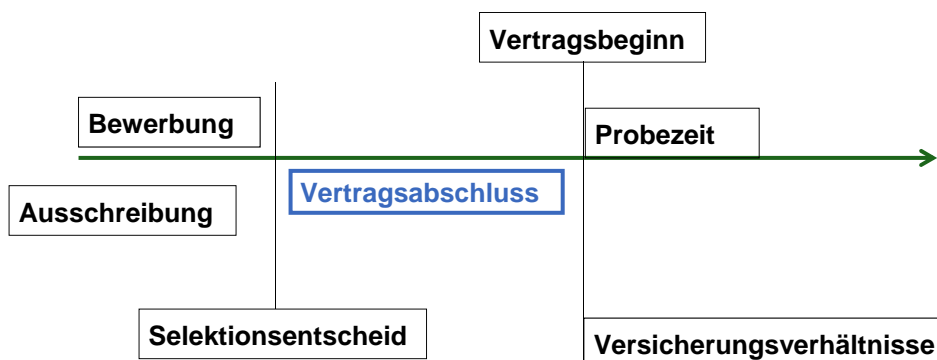 Vertragsbeginn
Bewerbung
Probezeit
Vertragsabschluss
Ausschreibung
Selektionsentscheid
Versicherungsverhältnisse